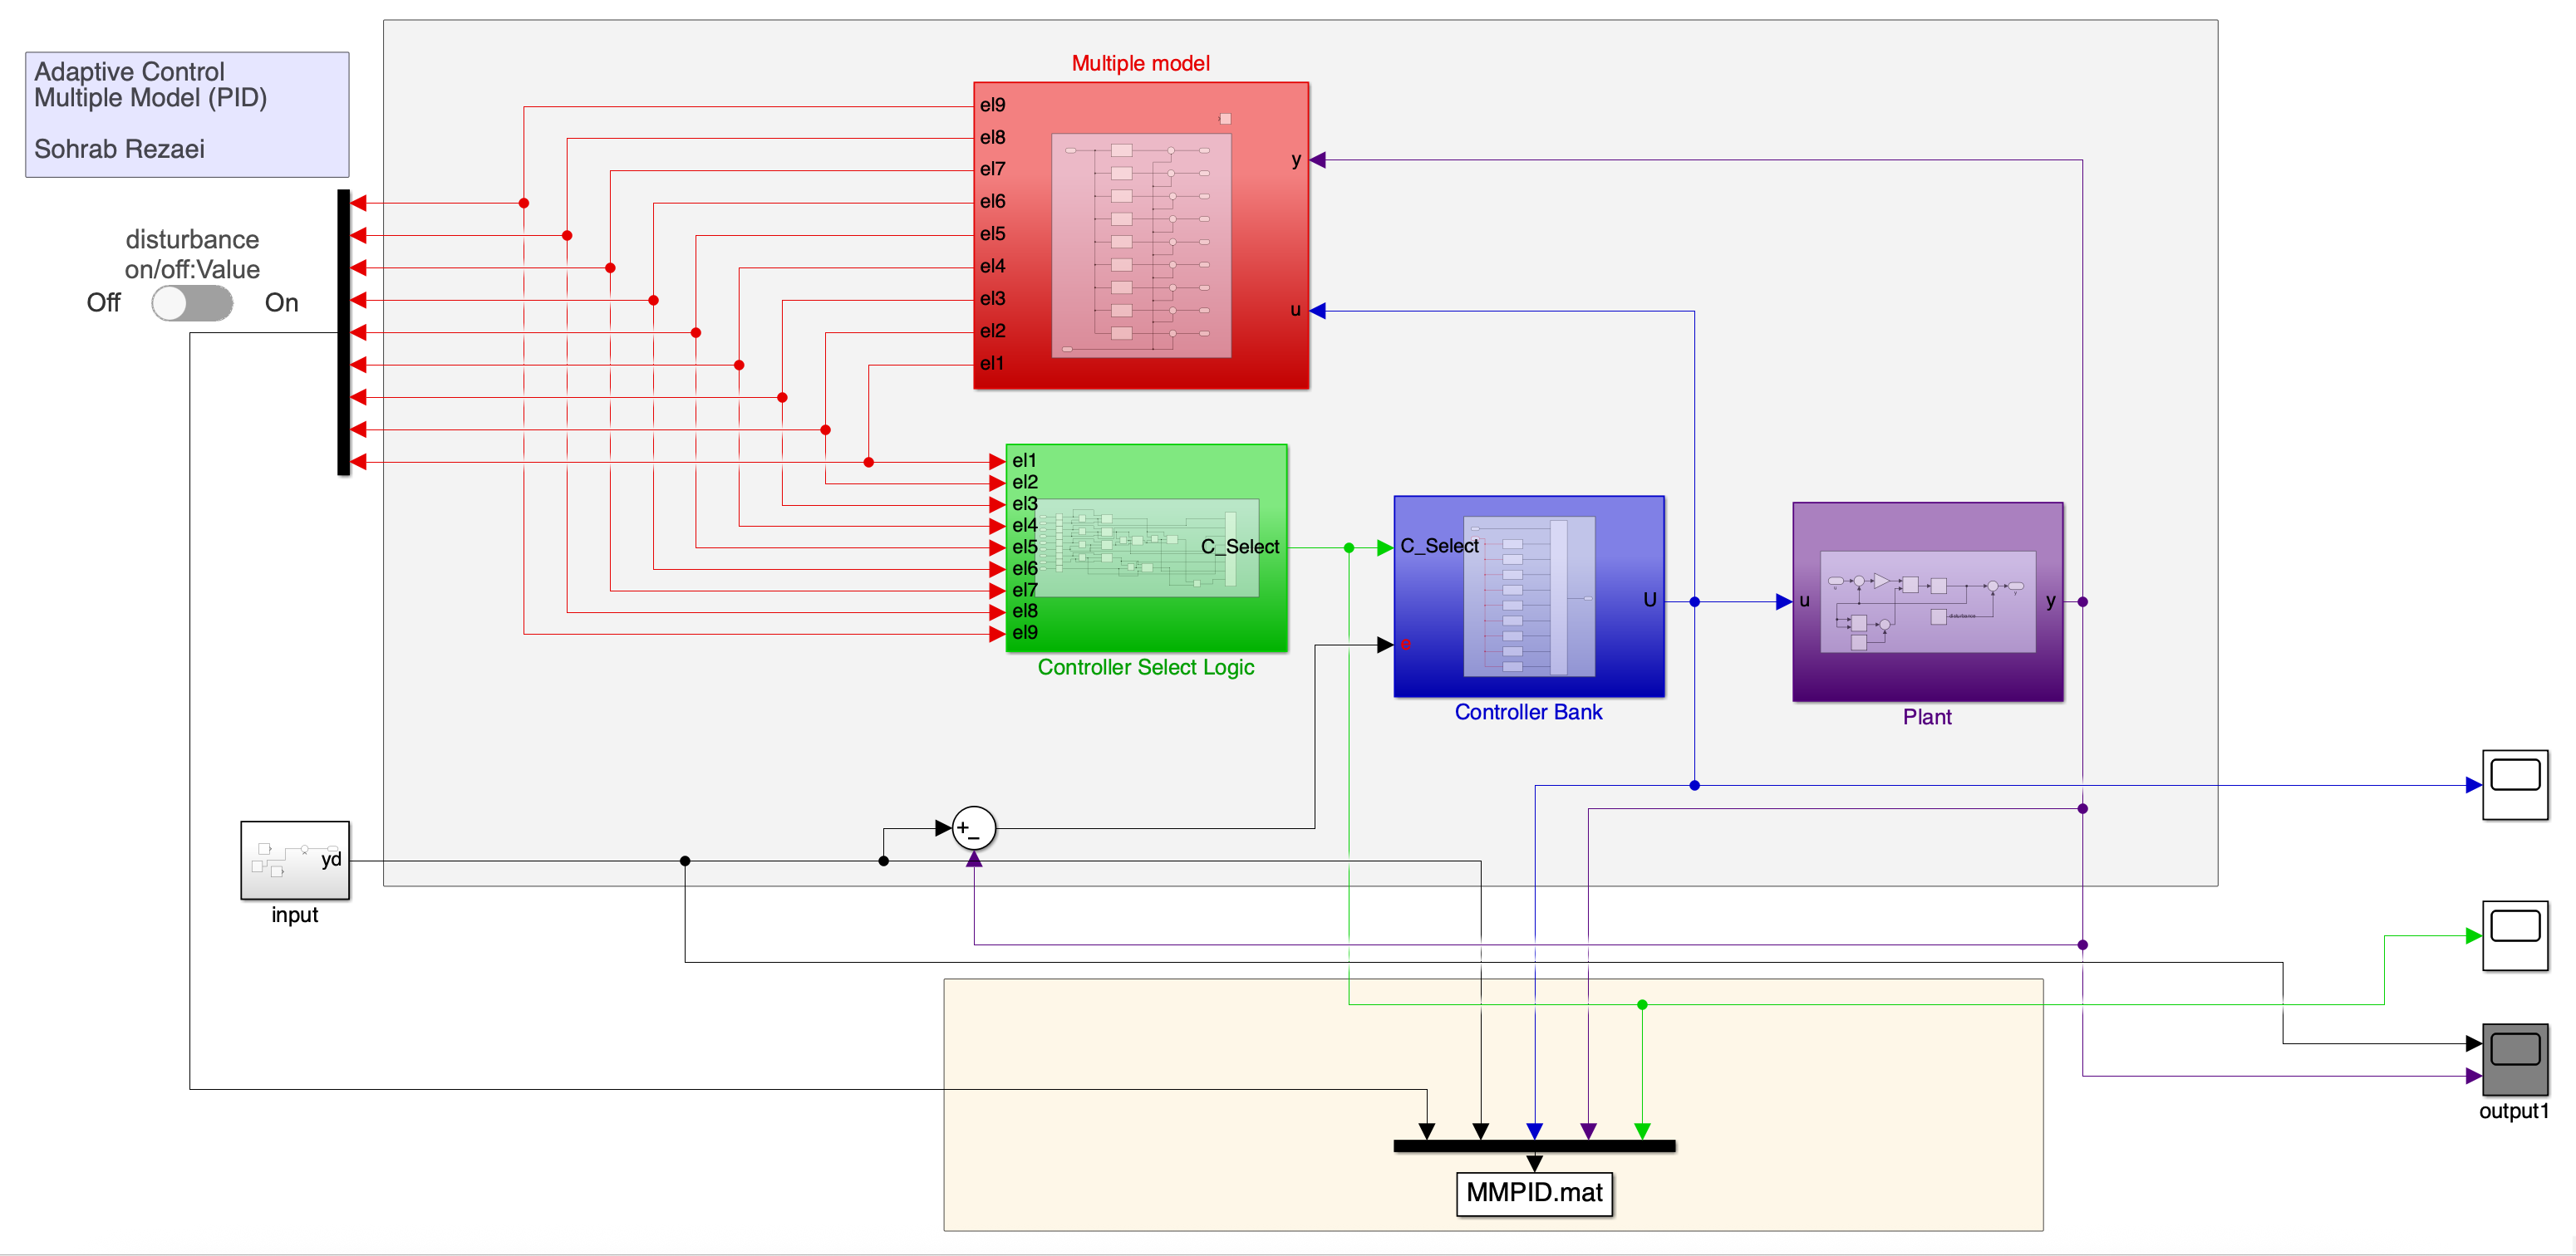 Adaptive Control
Multiple Model (PID)
Sohrab Rezaei
disturbance
on/off:Value
Off
On
Multiple model
el9
el8
el7
el6
el5
el4
el3
el2
el1
y
u
el1
el2
el3
el4
el5
el6
el7
el8
el9
C_Select
Controller Select Logic
C_Select
e
U
Controller Bank
u
y
Plant
+
_
yd
input
output1
MMPID.mat